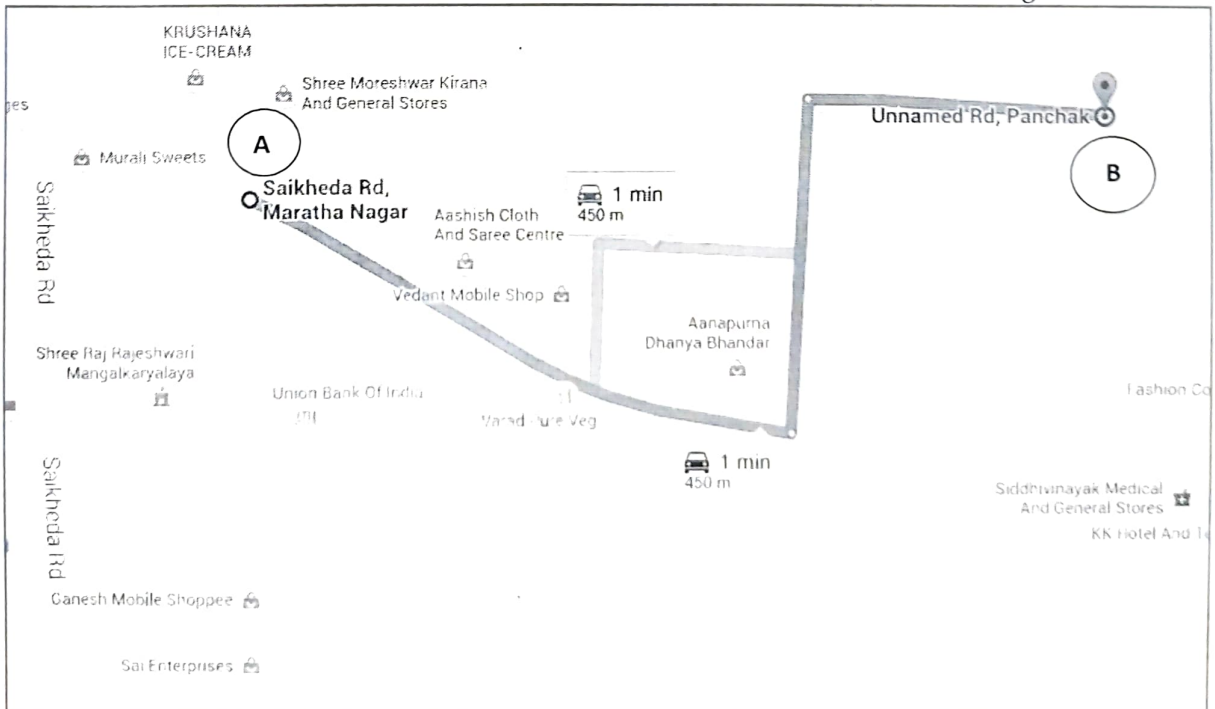 KRUSHANA
ICE-CREAM
Shree Moreshwar Kirana
And General Stores
ges
A
Murali Sweets
Saikheda Rd,
Maratha Nagar
Unnamed Rd, Panchak
B
1 min
450 m
Aashish Cloth
And Saree Centre
Saikheda Rd
Vedant Mobile Shop
Aanapurna
Dhanya Bhandar
Shree Raj Rajeshwari
Mangalkaryalaya
Union Bank Of India
Varad Pure Veg
Fashion Co
1 min
450 m
Saikheda Rd
Siddhivinayak Medical
And General Stores
KK Hotel And
Ganesh Mobile Shoppee
Sai Enterprises